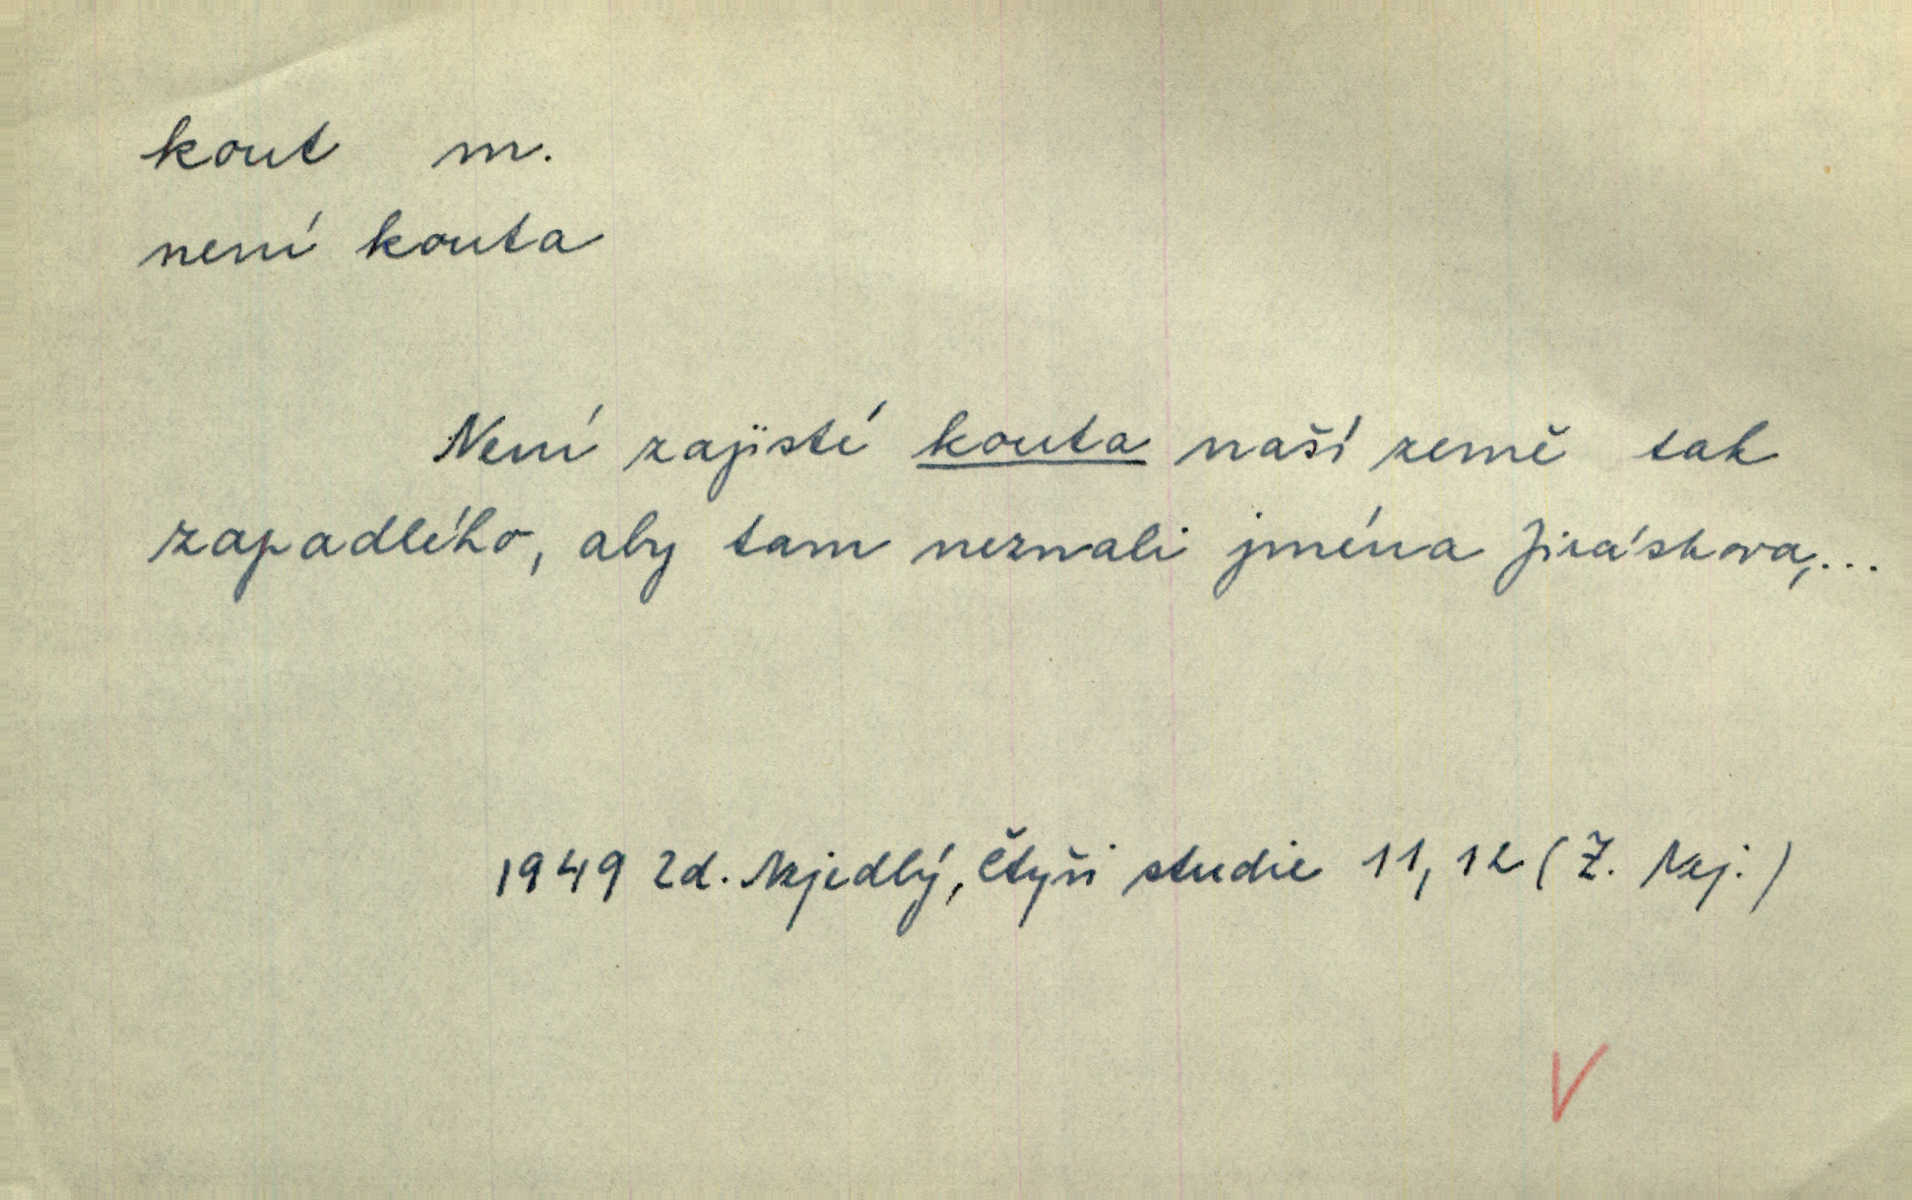 kout m.
není kouta
Není zajisté kouta naší země tak
zapadlého, aby tam neznali jména Jiráskova,...
1949 Zd. Nejedlý, Čtyři studie 11, 12 (Z. Nej.)
V